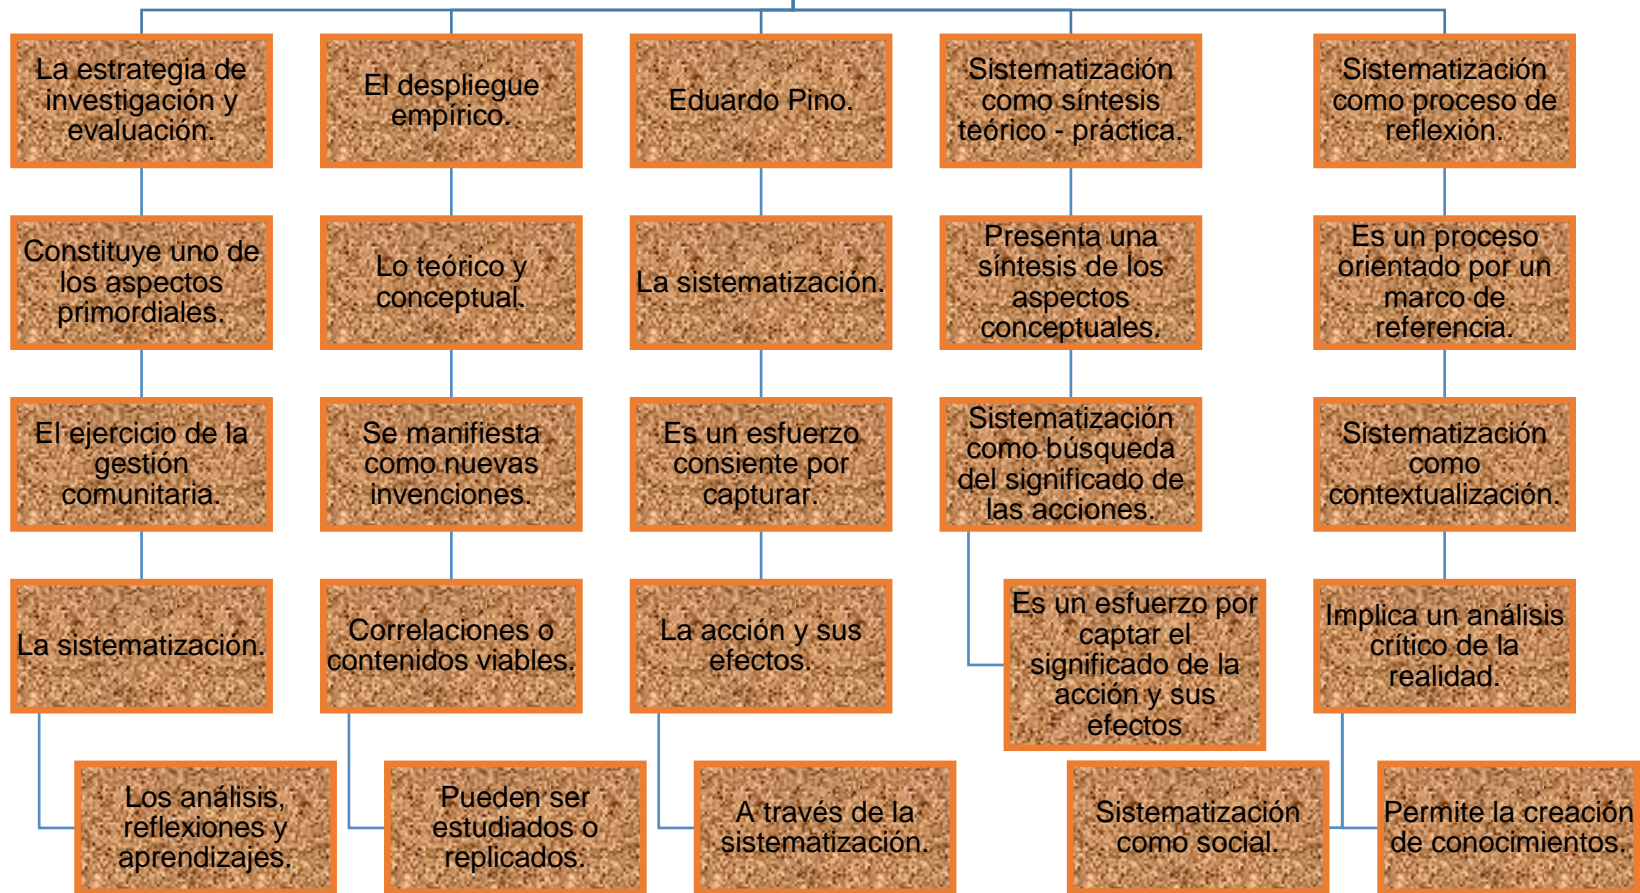 La estrategia de
investigación y
evaluación.
El despliegue
empírico.
Eduardo Pino.
Sistematización
como síntesis
teórico - práctica.
Sistematización
como proceso de
reflexión.
Constituye uno de
los aspectos
primordiales.
Lo teórico y
conceptual.
La sistematización.
Presenta una
síntesis de los
aspectos
conceptuales.
Es un proceso
orientado por un
marco de
referencia.
El ejercicio de la
gestión
comunitaria.
Se manifiesta
como nuevas
invenciones.
Es un esfuerzo
consiente por
capturar.
Sistematización
como búsqueda
del significado de
las acciones.
Sistematización
como
contextualización.
La sistematización.
Correlaciones o
contenidos viables.
La acción y sus
efectos.
Es un esfuerzo por
captar el
significado de la
acción y sus
efectos
Implica un análisis
crítico de la
realidad.
Los análisis,
reflexiones y
aprendizajes.
Pueden ser
estudiados o
replicados.
A través de la
sistematización.
Sistematización
como social.
Permite la creación
de conocimientos.